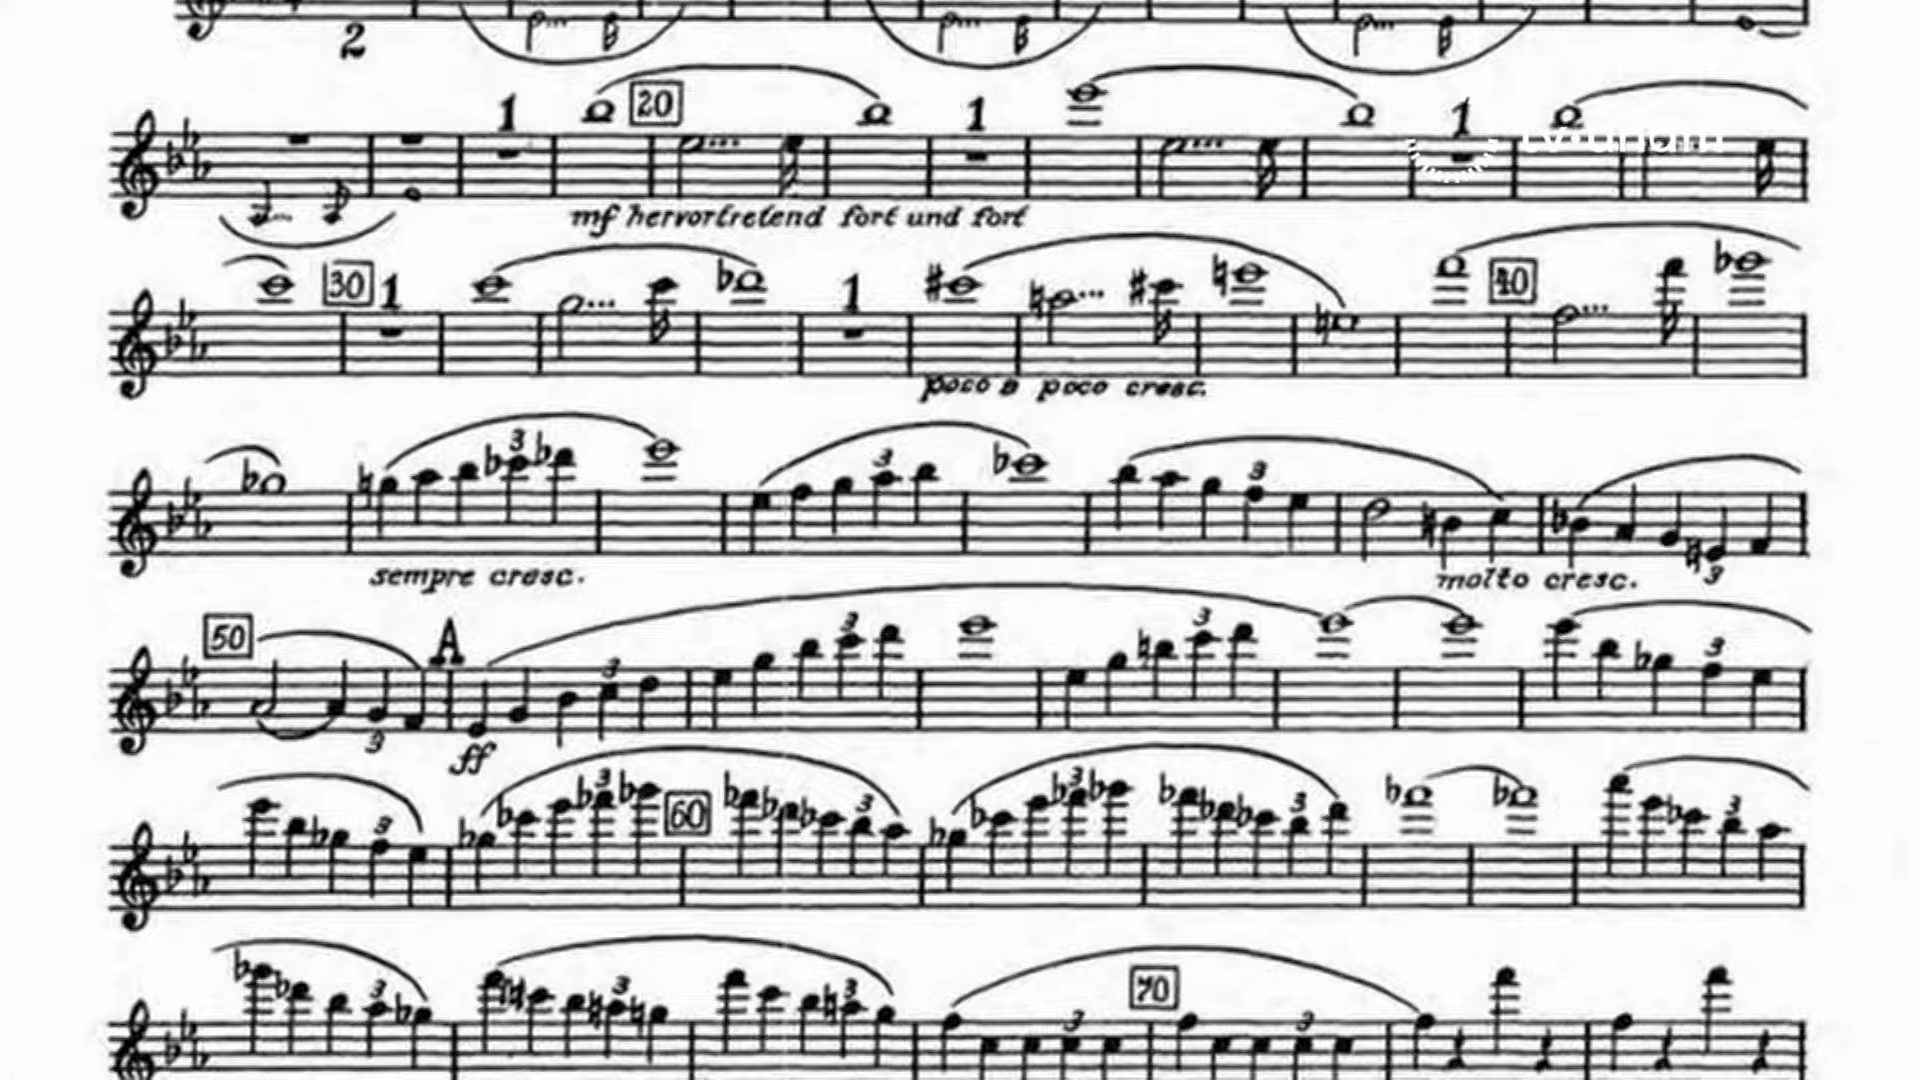 2
1 20 1 1
mf hervortretend fort und fort
30 1 1 40
poco a poco cresc.
3 3 3
sempre cresc. molto cresc.
3
50 A 3 3 3 3
3
ff
3 3 60 3 3 3 3
3 3 3 3 70 3